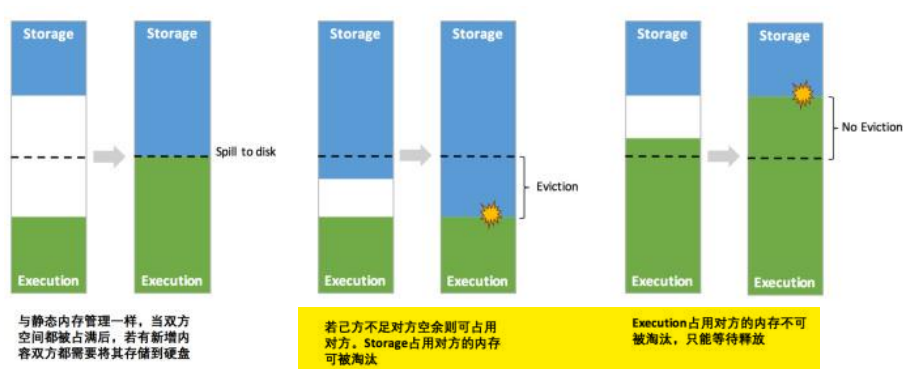 Storage
Storage
Spill to disk
Execution
Execution
与静态内存管理一样，当双方
空间都被占满后，若有新增内
容双方都需要将其存储到硬盘
Storage
Storage
Eviction
Execution
Execution
若己方不足对方空余则可占用
对方。Storage占用对方的内存
可被淘汰
Storage
Storage
No Eviction
Execution
Execution
Execution占用对方的内存不可
被淘汰，只能等待释放